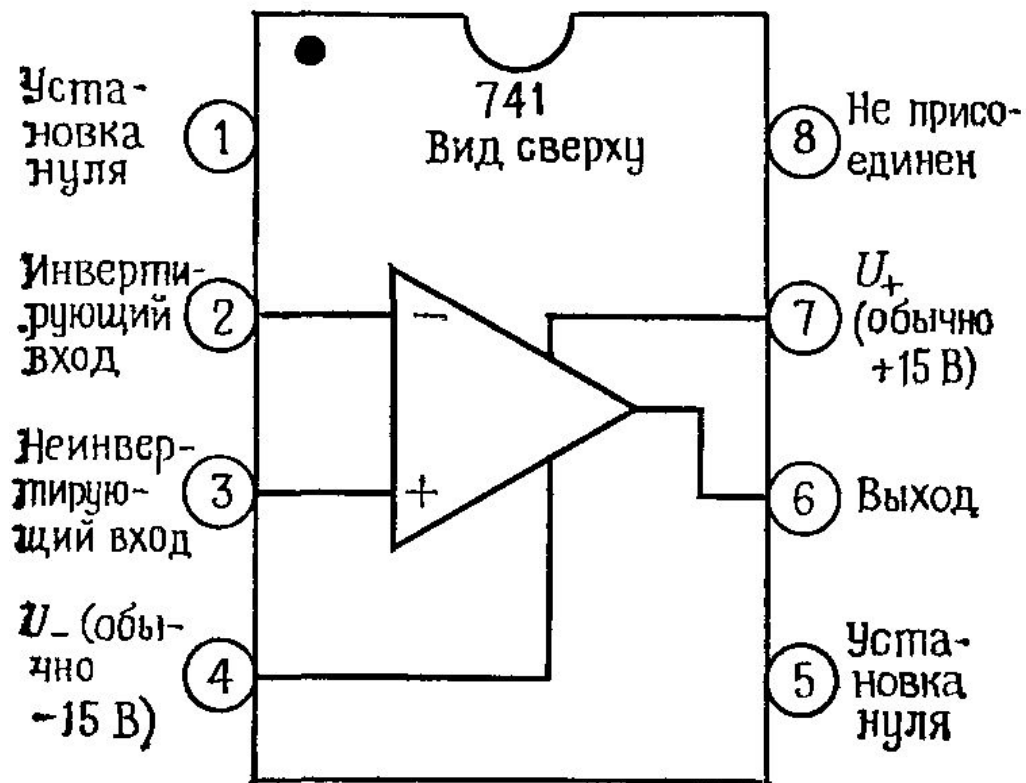 741
Вид сверху
Уста-
новка
нуля
1
Инверти-
рующий
вход
2
−
Неинвер-
тирую-
щий вход
3
+
U₋ (обы-
чно
-15 В)
4
8
Не присо-
единен
7
U₊
(обычно
+15 В)
6
Выход
5
Уста-
новка
нуля